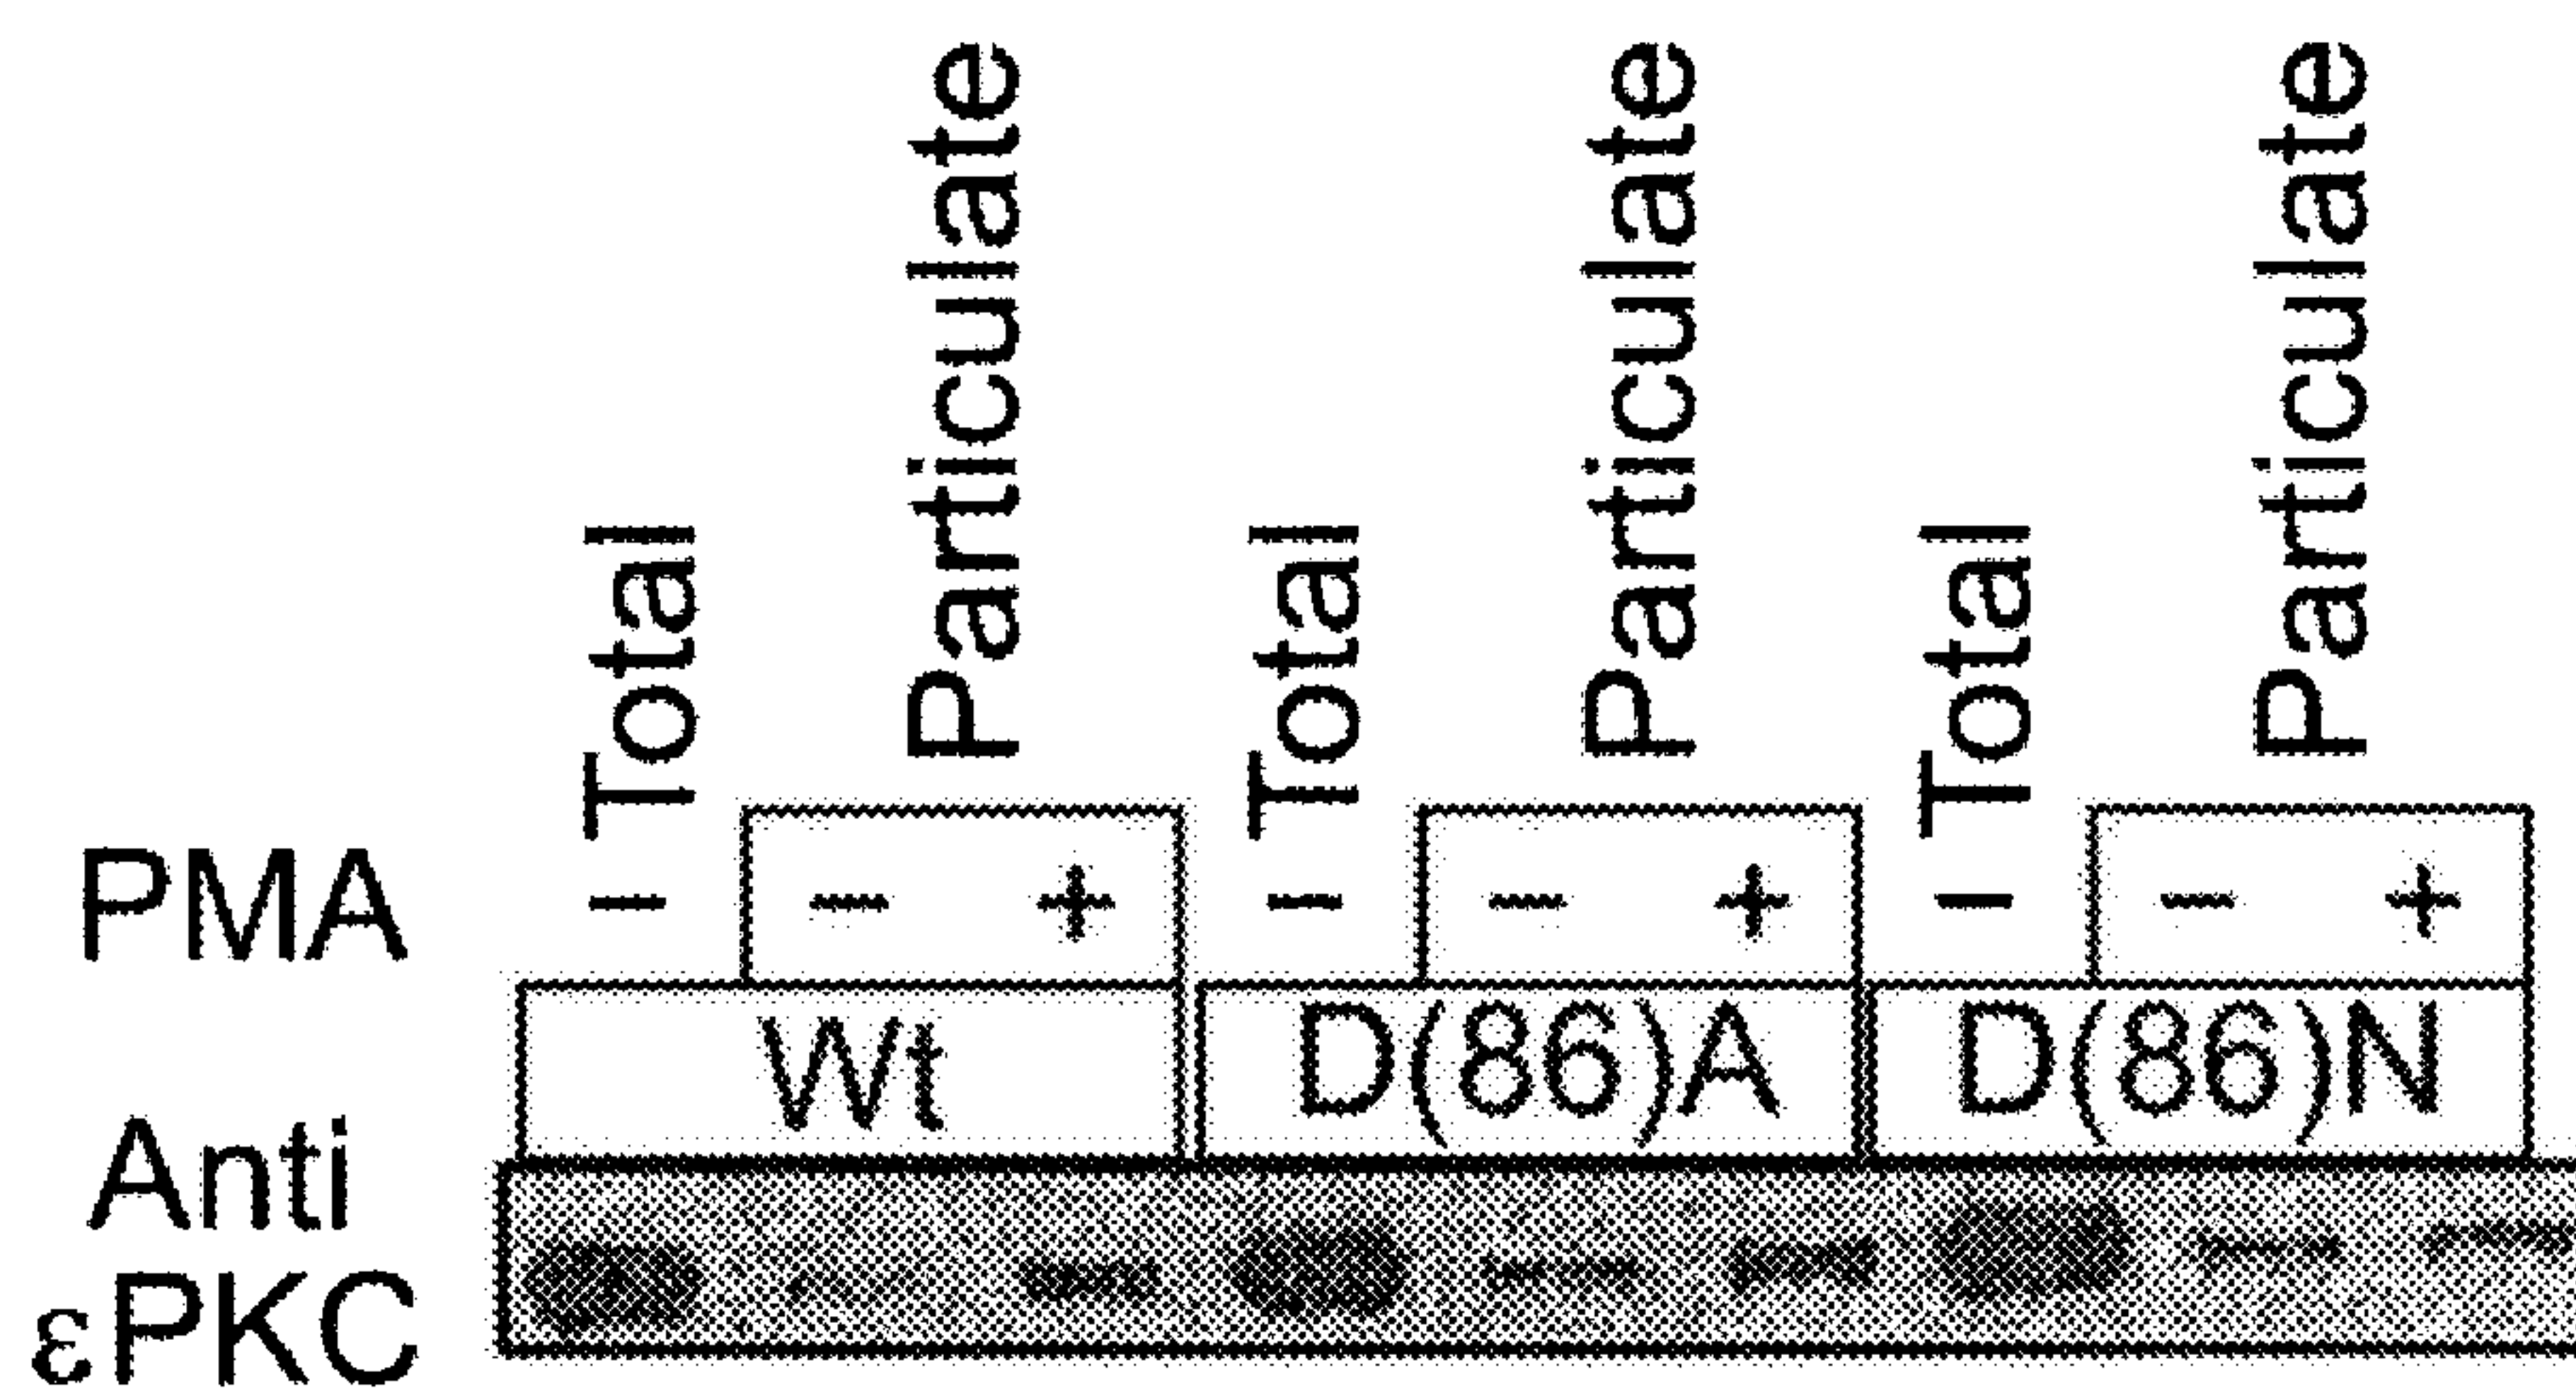 Total Particulate Total Particulate Total Particulate
PMA − − + − − + − − +
Wt D(86)A D(86)N
Anti
εPKC